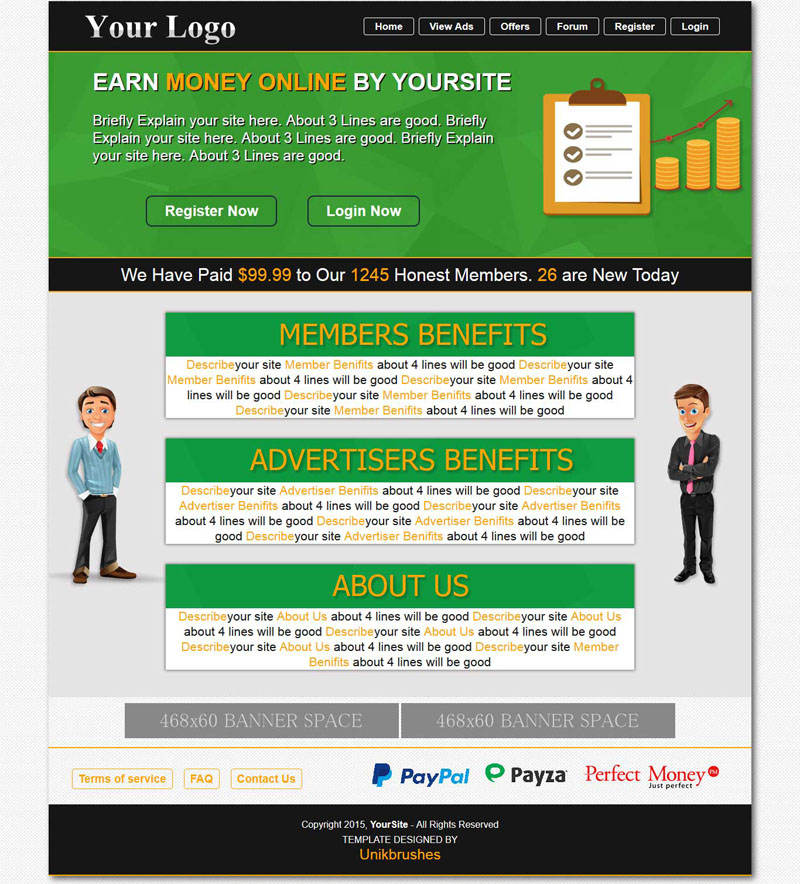 Your Logo
Home View Ads Offers Forum Register Login
EARN MONEY ONLINE BY YOURSITE
Briefly Explain your site here. About 3 Lines are good. Briefly
Explain your site here. About 3 Lines are good. Briefly Explain
your site here. About 3 Lines are good.
Register Now Login Now
We Have Paid $99.99 to Our 1245 Honest Members. 26 are New Today
MEMBERS BENEFITS
Describeyour site Member Benifits about 4 lines will be good Describeyour site
Member Benifits about 4 lines will be good Describeyour site Member Benifits about 4
lines will be good Describeyour site Member Benifits about 4 lines will be good
Describeyour site Member Benifits about 4 lines will be good
ADVERTISERS BENEFITS
Describeyour site Advertiser Benifits about 4 lines will be good Describeyour site
Advertiser Benifits about 4 lines will be good Describeyour site Advertiser Benifits
about 4 lines will be good Describeyour site Advertiser Benifits about 4 lines will be
good Describeyour site Advertiser Benifits about 4 lines will be good
ABOUT US
Describeyour site About Us about 4 lines will be good Describeyour site About Us
about 4 lines will be good Describeyour site About Us about 4 lines will be good
Describeyour site About Us about 4 lines will be good Describeyour site Member
Benifits about 4 lines will be good
468x60 BANNER SPACE 468x60 BANNER SPACE
Terms of service FAQ Contact Us PayPal Payza Perfect Money PM
Just perfect
Copyright 2015, YourSite - All Rights Reserved
TEMPLATE DESIGNED BY
Unikbrushes